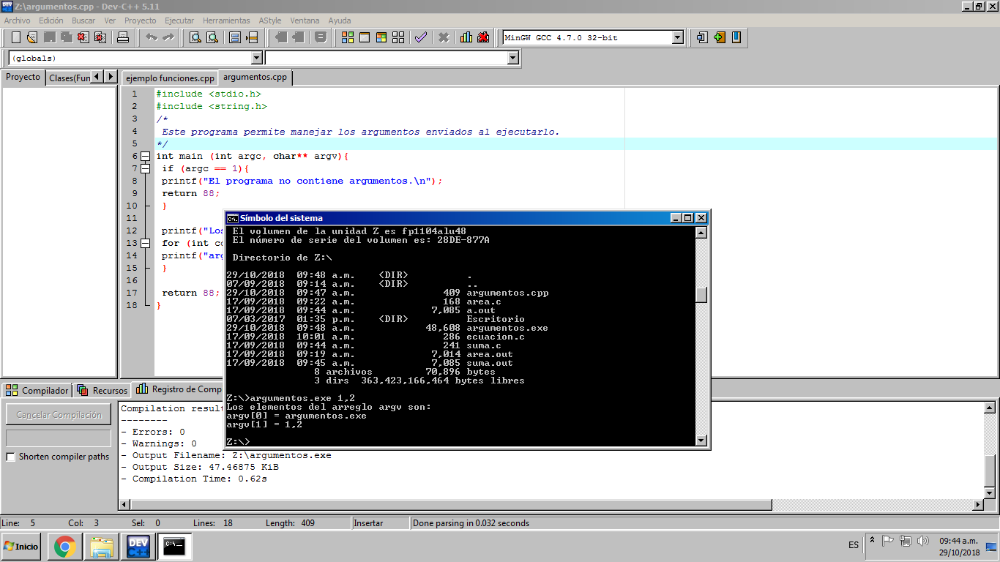 Z:\argumentos.cpp - Dev-C++ 5.11
Archivo Edición Buscar Ver Proyecto Ejecutar Herramientas AStyle Ventana Ayuda
MinGW GCC 4.7.0 32-bit
(globals)
Proyecto Clases(Fun
ejemplo funciones.cpp argumentos.cpp
1 #include <stdio.h>
2 #include <string.h>
3 /*
4 Este programa permite manejar los argumentos enviados al ejecutarlo.
5 */
6 int main (int argc, char** argv){
7 if (argc == 1){
8 printf("El programa no contiene argumentos.\n");
9 return 88;
10 }
11
12 printf("Lo
13 for (int co
14 printf("arg
15 }
16
17 return 88;
18 }
Símbolo del sistema
El volumen de la unidad Z es fp1104alu48
El número de serie del volumen es: 28DE-877A
Directorio de Z:\
29/10/2018 09:48 a.m. <DIR> .
07/09/2018 09:14 a.m. <DIR> ..
29/10/2018 09:47 a.m. 409 argumentos.cpp
17/09/2018 09:22 a.m. 168 area.c
17/09/2018 09:44 a.m. 7,085 a.out
07/03/2017 01:35 p.m. <DIR> Escritorio
29/10/2018 09:48 a.m. 48,608 argumentos.exe
17/09/2018 10:01 a.m. 286 ecuacion.c
17/09/2018 09:44 a.m. 241 suma.c
17/09/2018 09:19 a.m. 7,014 area.out
17/09/2018 09:45 a.m. 7,085 suma.out
8 archivos 70,896 bytes
3 dirs 363,423,166,464 bytes libres
Z:\>argumentos.exe 1,2
Los elementos del arreglo argv son:
argv[0] = argumentos.exe
argv[1] = 1,2
Z:\>
Compilador Recursos Registro de Comp
Cancelar Compilación
Shorten compiler paths
Compilation result
--------
- Errors: 0
- Warnings: 0
- Output Filename: Z:\argumentos.exe
- Output Size: 47.46875 KiB
- Compilation Time: 0.62s
Line: 5 Col: 3 Sel: 0 Lines: 18 Length: 409 Insertar Done parsing in 0.032 seconds
Inicio
DEV C++
C:\_
ES
09:44 a.m.
29/10/2018